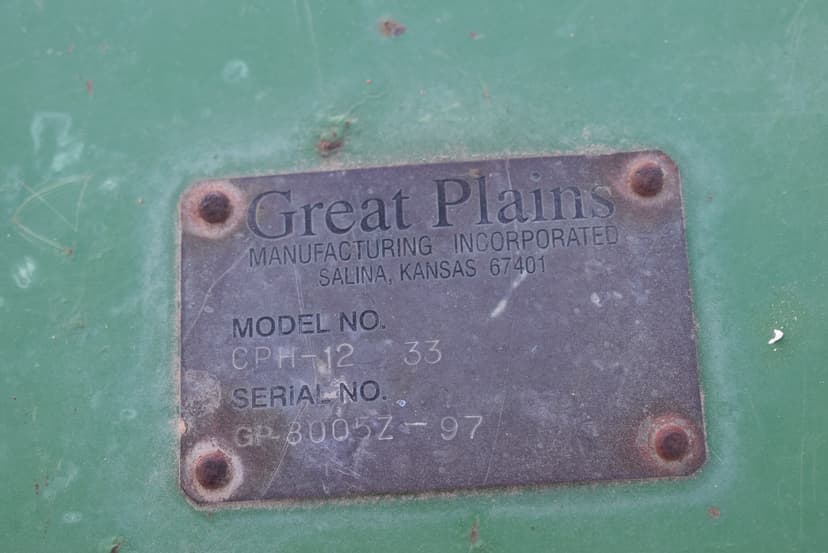 Great Plains
MANUFACTURING INCORPORATED
SALINA, KANSAS 67401
MODEL NO.
CPH-12 33
SERIAL NO.
GP-8005Z-97